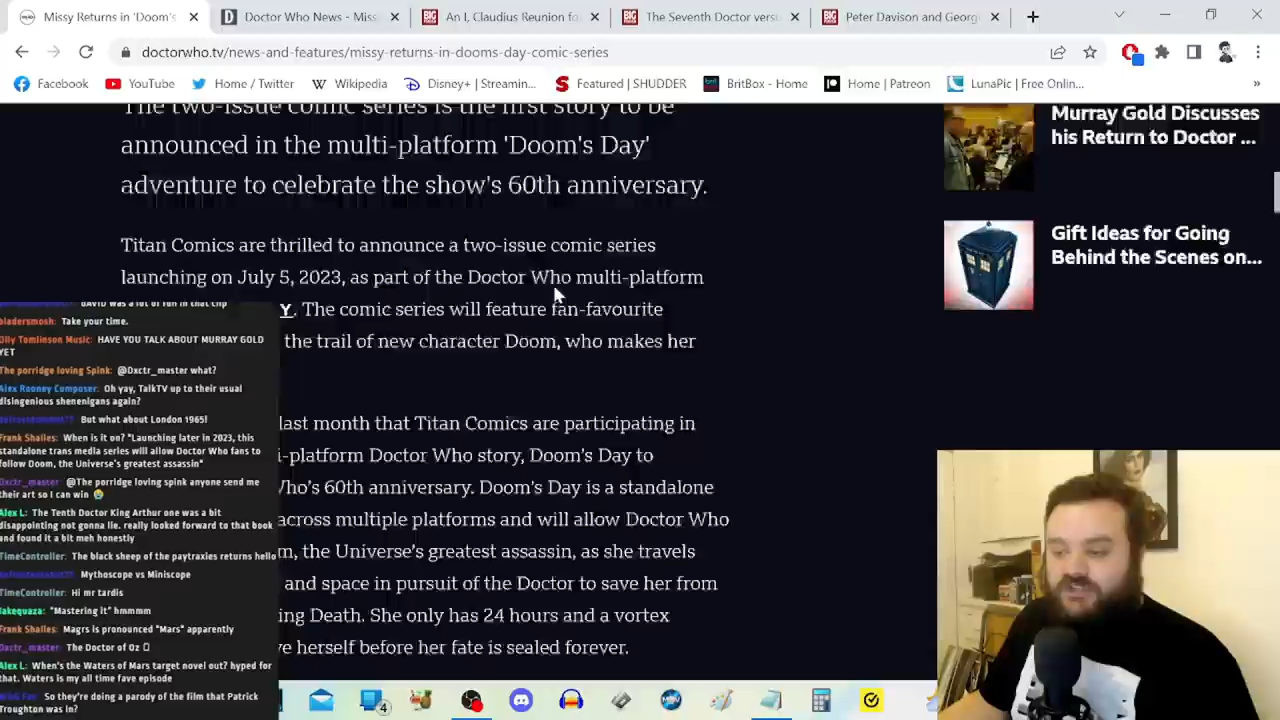 Missy Returns in 'Doom's
Doctor Who News - Missy
An I, Claudius Reunion fo
The Seventh Doctor versu
Peter Davison and Georg
doctorwho.tv/news-and-features/missy-returns-in-dooms-day-comic-series
Facebook
YouTube
Home / Twitter
Wikipedia
Disney+ | Streamin...
Featured | SHUDDER
BritBox - Home
Home | Patreon
LunaPic | Free Onlin...
»
The two-issue comic series is the first story to be
announced in the multi-platform 'Doom's Day'
adventure to celebrate the show's 60th anniversary.
Titan Comics are thrilled to announce a two-issue comic series
launching on July 5, 2023, as part of the Doctor Who multi-platform
Y. The comic series will feature fan-favourite
the trail of new character Doom, who makes her
last month that Titan Comics are participating in
i-platform Doctor Who story, Doom's Day to
Who's 60th anniversary. Doom's Day is a standalone
across multiple platforms and will allow Doctor Who
m, the Universe's greatest assassin, as she travels
and space in pursuit of the Doctor to save her from
ing Death. She only has 24 hours and a vortex
ve herself before her fate is sealed forever.
Murray Gold Discusses
his Return to Doctor ...
Gift Ideas for Going
Behind the Scenes on...
DAVID was a lot of fun in that clip
bladersmosh: Take your time.
Olly Tomlinson Music: HAVE YOU TALK ABOUT MURRAY GOLD
YET
The porridge loving Spink: @Dxctr_master what?
Alex Rooney Composer: Oh yay, TalkTV up to their usual
disingenious shenenigans again?
But what about London 1965!
Frank Shailes: When is it on? "Launching later in 2023, this
standalone trans media series will allow Doctor Who fans to
follow Doom, the Universe's greatest assassin"
Dxctr_master: @The porridge loving spink anyone send me
their art so I can win 😭
Alex L: The Tenth Doctor King Arthur one was a bit
disappointing not gonna lie. really looked forward to that book
and found it a bit meh honestly
TimeController: The black sheep of the paytraxies returns hello
Mythoscope vs Miniscope
TimeController: Hi mr tardis
Jakequaza: "Mastering it" hmmmm
Frank Shailes: Magrs is pronounced "Mars" apparently
Dxctr_master: The Doctor of Oz
Alex L: When's the Waters of Mars target novel out? hyped for
that. Waters is my all time fave episode
So they're doing a parody of the film that Patrick
Troughton was in?
4